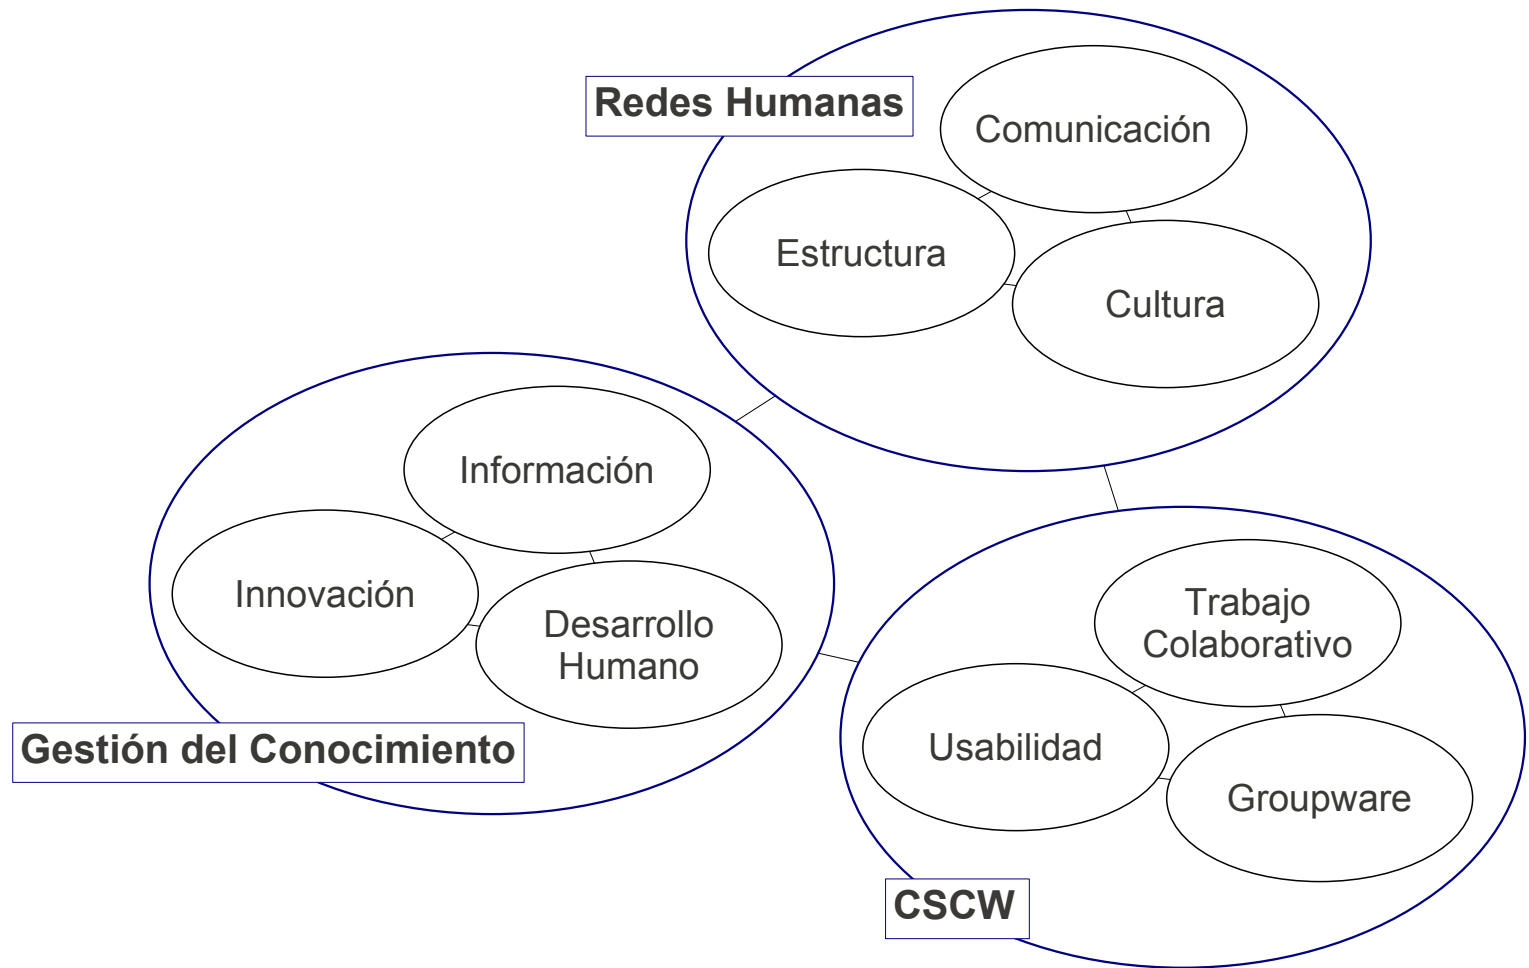 Redes Humanas
Comunicación
Estructura
Cultura
Información
Innovación
Desarrollo
Humano
Gestión del Conocimiento
Trabajo
Colaborativo
Usabilidad
Groupware
CSCW